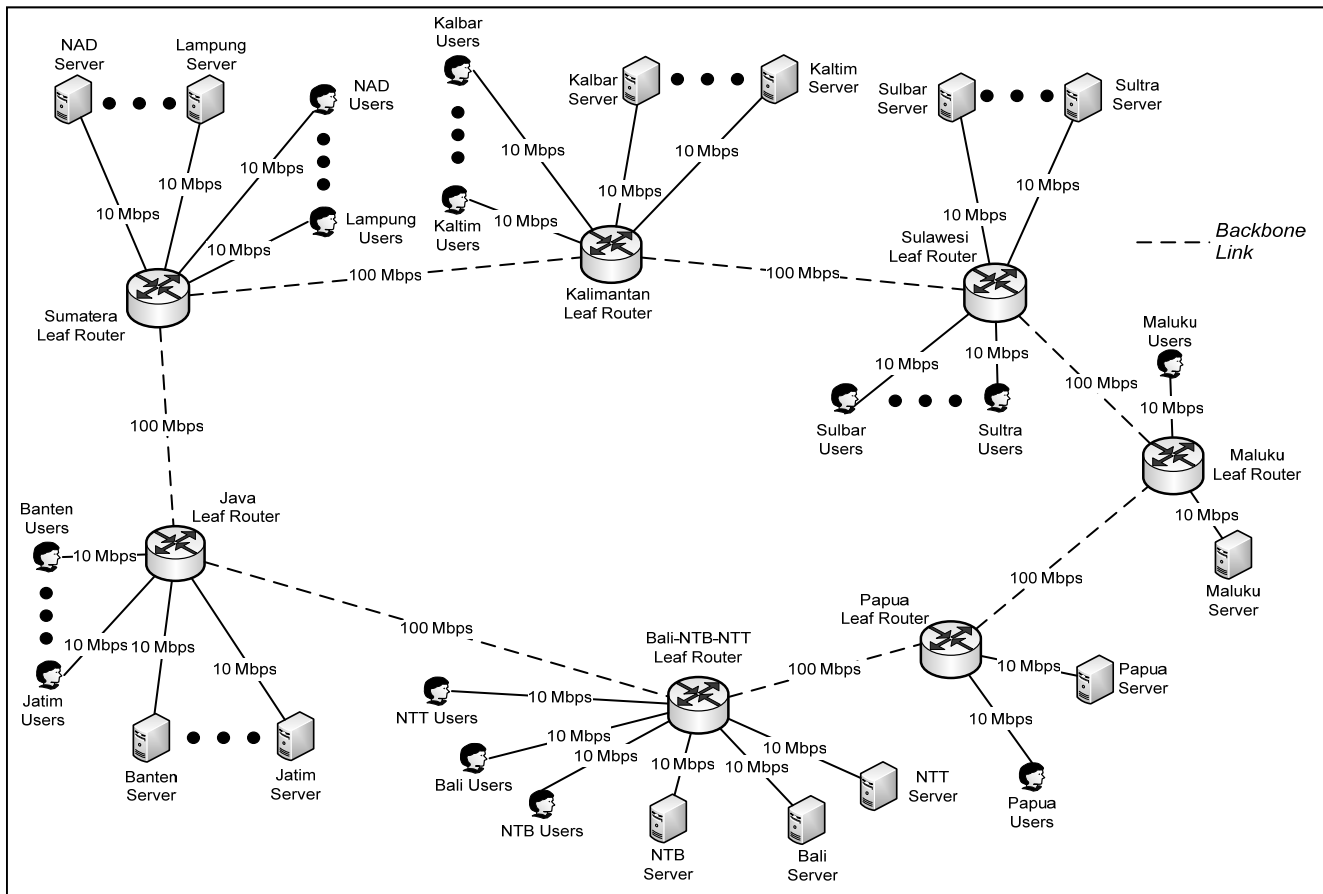 NAD
Server
Lampung
Server
NAD
Users
Lampung
Users
10 Mbps
10 Mbps
10 Mbps
10 Mbps
Sumatera
Leaf Router
100 Mbps
Kalbar
Users
Kaltim
Users
Kalbar
Server
Kaltim
Server
10 Mbps
10 Mbps
10 Mbps
10 Mbps
Kalimantan
Leaf Router
100 Mbps
Sulbar
Server
Sultra
Server
10 Mbps
10 Mbps
Sulawesi
Leaf Router
10 Mbps
10 Mbps
Sulbar
Users
Sultra
Users
Backbone
Link
100 Mbps
Maluku
Users
10 Mbps
Maluku
Leaf Router
10 Mbps
Maluku
Server
100 Mbps
100 Mbps
Java
Leaf Router
Banten
Users
10 Mbps
10 Mbps
10 Mbps
10 Mbps
Jatim
Users
Banten
Server
Jatim
Server
100 Mbps
Bali-NTB-NTT
Leaf Router
100 Mbps
NTT Users
10 Mbps
Bali Users
10 Mbps
NTB Users
10 Mbps
10 Mbps
10 Mbps
10 Mbps
NTB
Server
Bali
Server
NTT
Server
Papua
Leaf Router
10 Mbps
Papua
Server
10 Mbps
Papua
Users